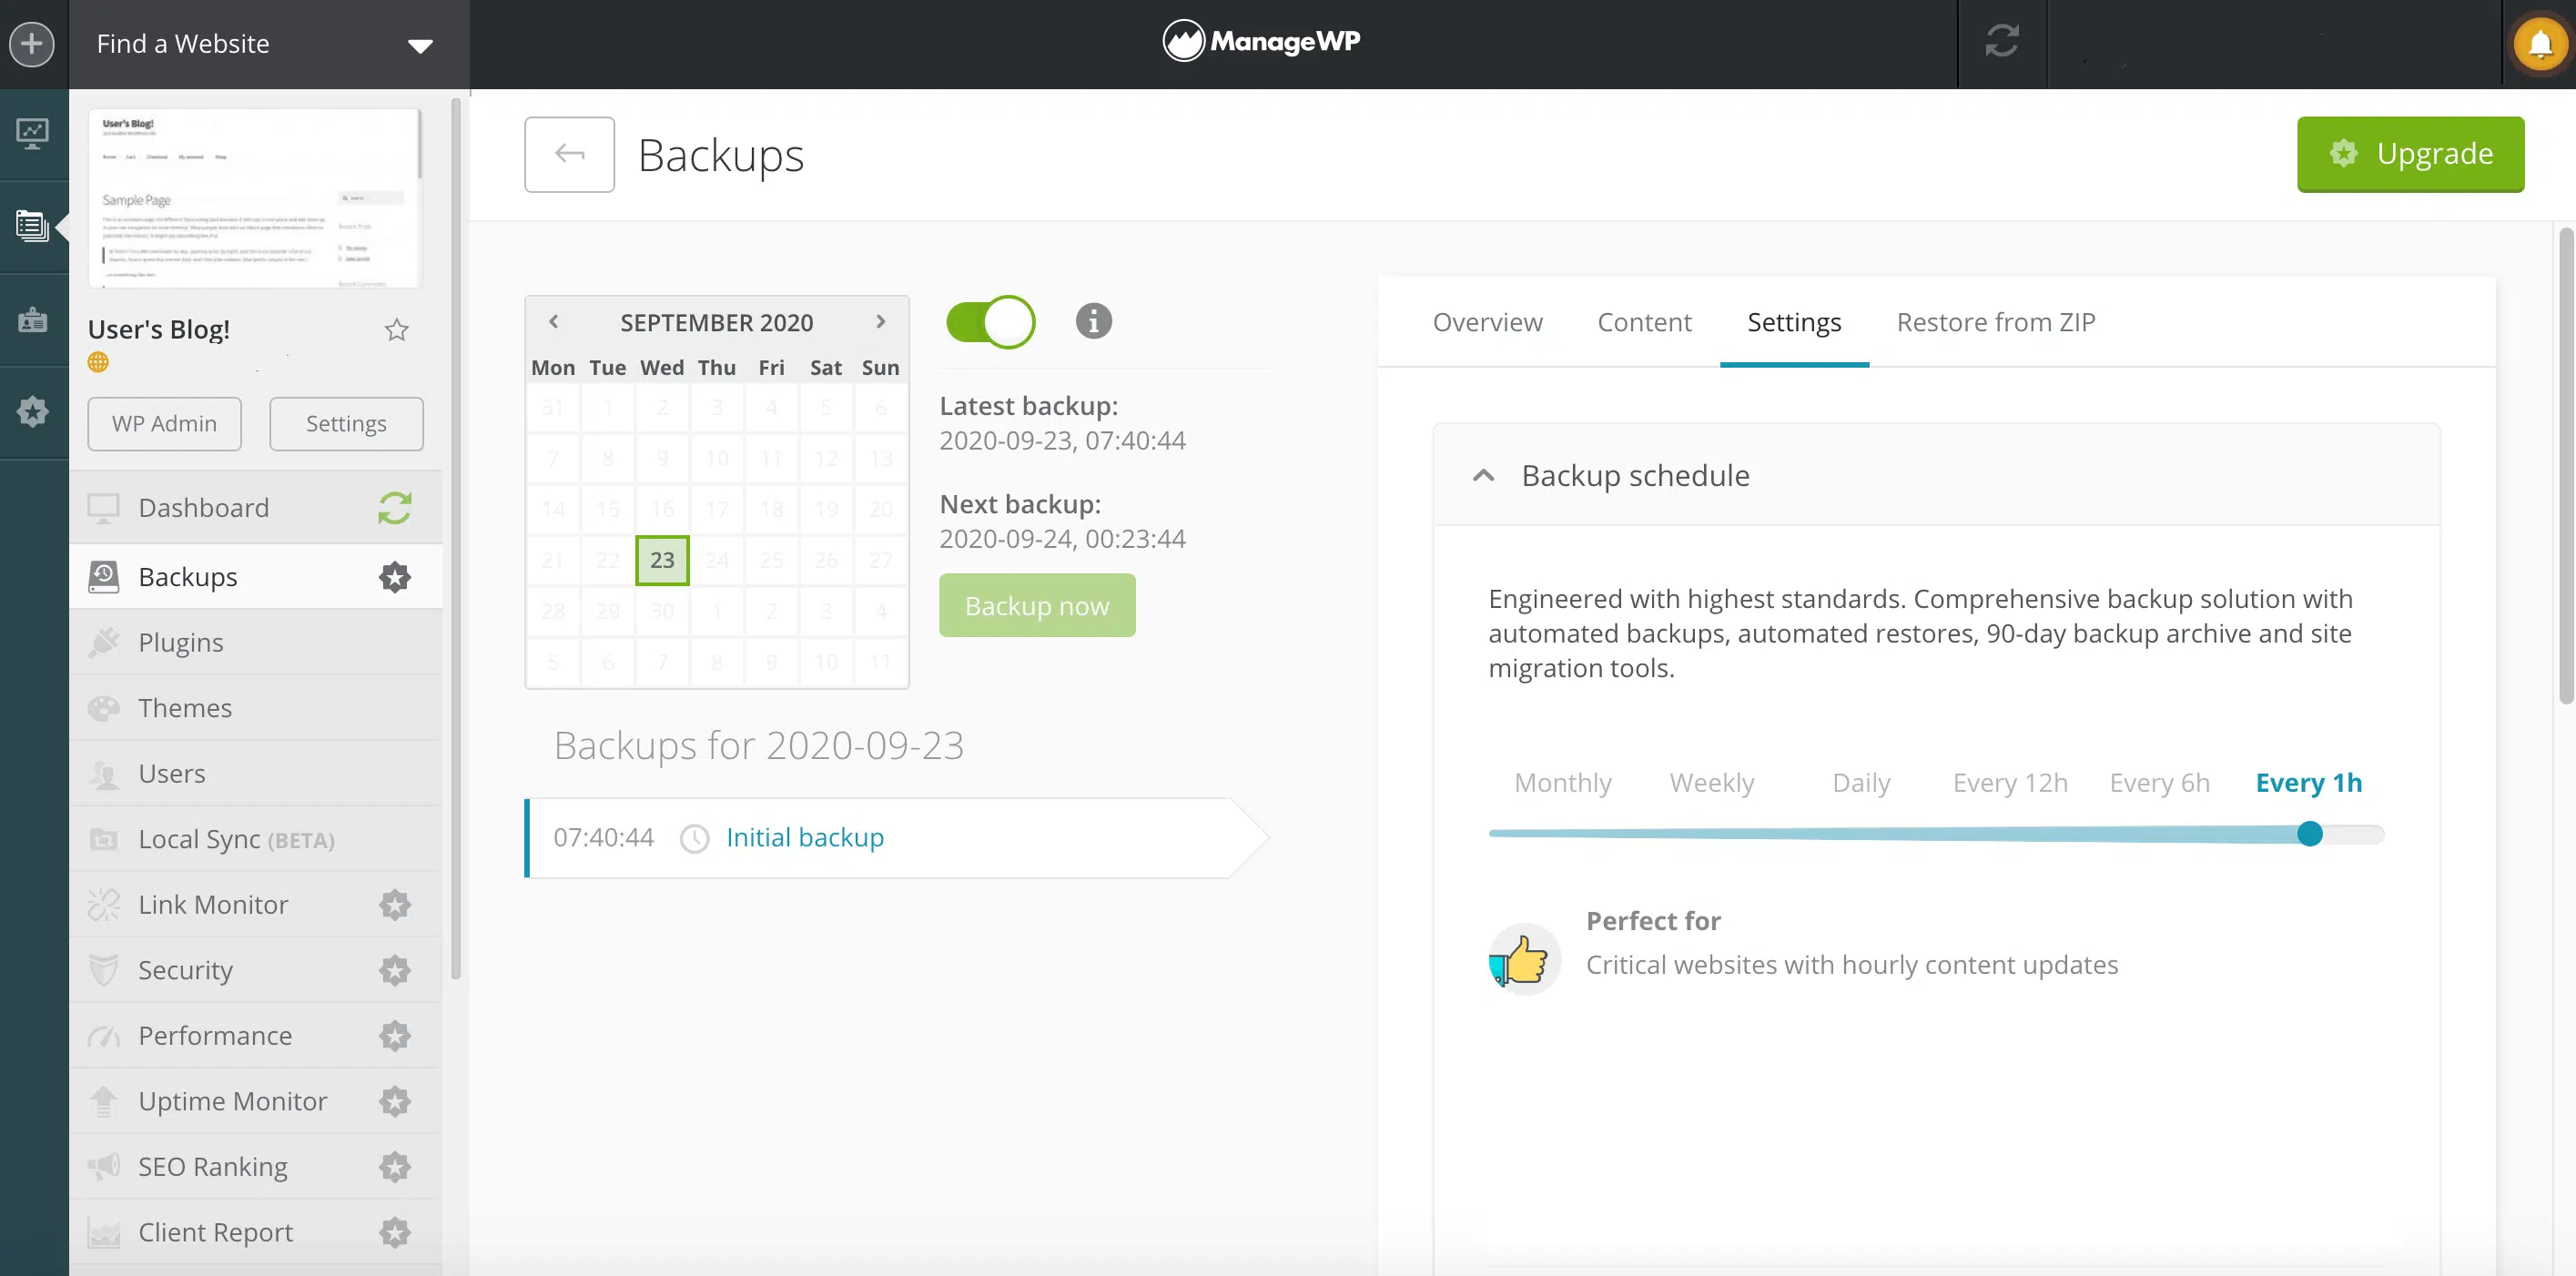 Find a Website
ManageWP
User's Blog!
Sample Page
User's Blog!
WP Admin
Settings
Dashboard
Backups
Plugins
Themes
Users
Local Sync (BETA)
Link Monitor
Security
Performance
Uptime Monitor
SEO Ranking
Client Report
Backups
Upgrade
SEPTEMBER 2020
Mon Tue Wed Thu Fri Sat Sun
31 1 2 3 4 5 6
7 8 9 10 11 12 13
14 15 16 17 18 19 20
21 22 23 24 25 26 27
28 29 30 1 2 3 4
5 6 7 8 9 10 11
Latest backup:
2020-09-23, 07:40:44
Next backup:
2020-09-24, 00:23:44
Backup now
Backups for 2020-09-23
07:40:44 Initial backup
Overview Content Settings Restore from ZIP
Backup schedule
Engineered with highest standards. Comprehensive backup solution with
automated backups, automated restores, 90-day backup archive and site
migration tools.
Monthly Weekly Daily Every 12h Every 6h Every 1h
Perfect for
Critical websites with hourly content updates